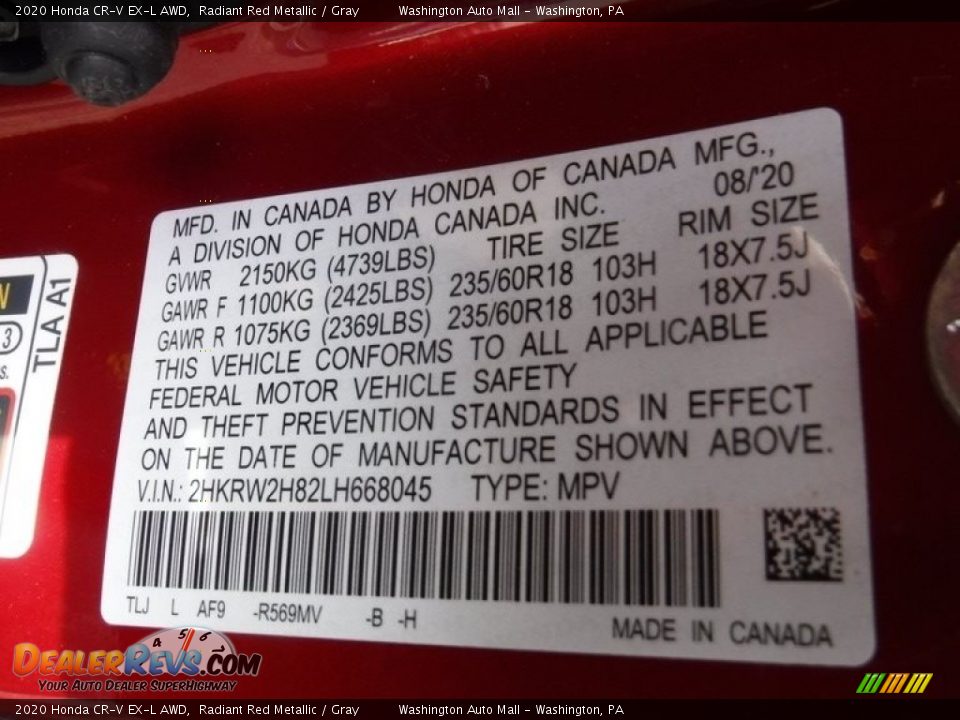 2020 Honda CR-V EX-L AWD, Radiant Red Metallic / Gray Washington Auto Mall - Washington, PA
MFD. IN CANADA BY HONDA OF CANADA MFG.,
A DIVISION OF HONDA CANADA INC. 08/'20
GVWR 2150KG (4739LBS) TIRE SIZE RIM SIZE
GAWR F 1100KG (2425LBS) 235/60R18 103H 18X7.5J
GAWR R 1075KG (2369LBS) 235/60R18 103H 18X7.5J
THIS VEHICLE CONFORMS TO ALL APPLICABLE
FEDERAL MOTOR VEHICLE SAFETY
AND THEFT PREVENTION STANDARDS IN EFFECT
ON THE DATE OF MANUFACTURE SHOWN ABOVE.
V.I.N.: 2HKRW2H82LH668045 TYPE: MPV
TLJ L AF9 -R569MV -B -H
MADE IN CANADA
N
3
S.
TLA A1
4 5 6
DEALERREVS.COM
YOUR AUTO DEALER SUPERHIGHWAY
2020 Honda CR-V EX-L AWD, Radiant Red Metallic / Gray Washington Auto Mall - Washington, PA